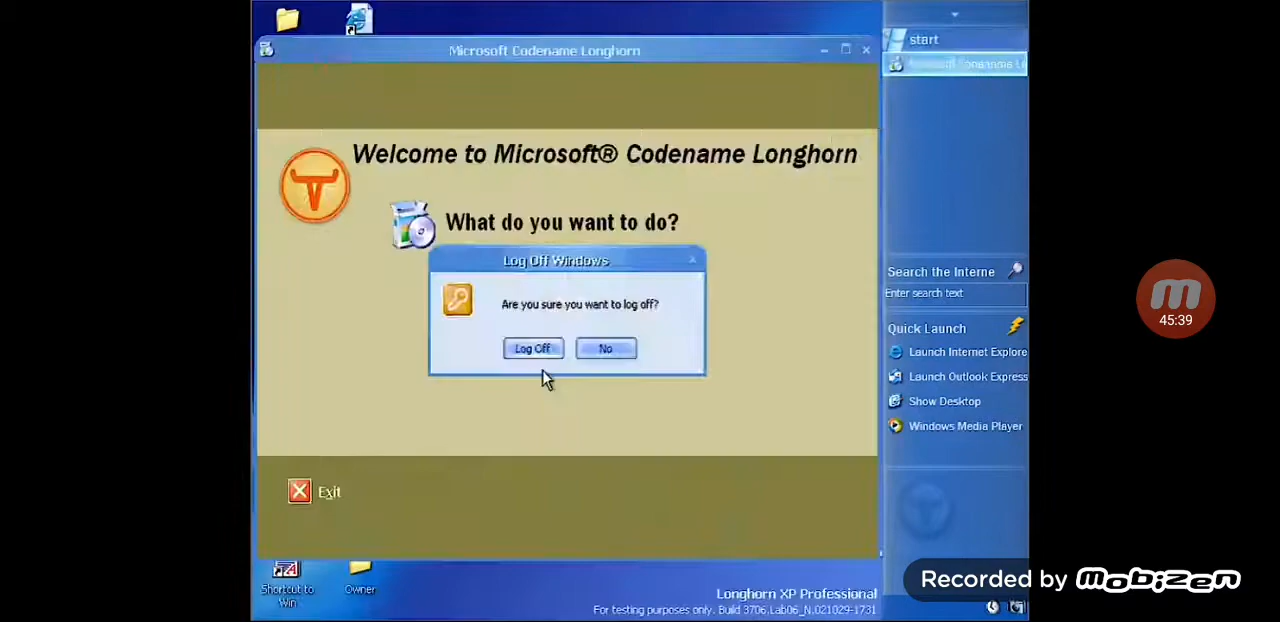 Microsoft Codename Longhorn
start
Welcome to Microsoft® Codename Longhorn
What do you want to do?
Log Off Windows
Are you sure you want to log off?
Log Off
No
Search the Interne
Enter search text
Quick Launch
Launch Internet Explore
Launch Outlook Express
Show Desktop
Windows Media Player
45:39
Exit
Shortcut to
Win
Owner
Longhorn XP Professional
For testing purposes only. Build 3706.Lab06_N.021029-1731
Recorded by mobizen